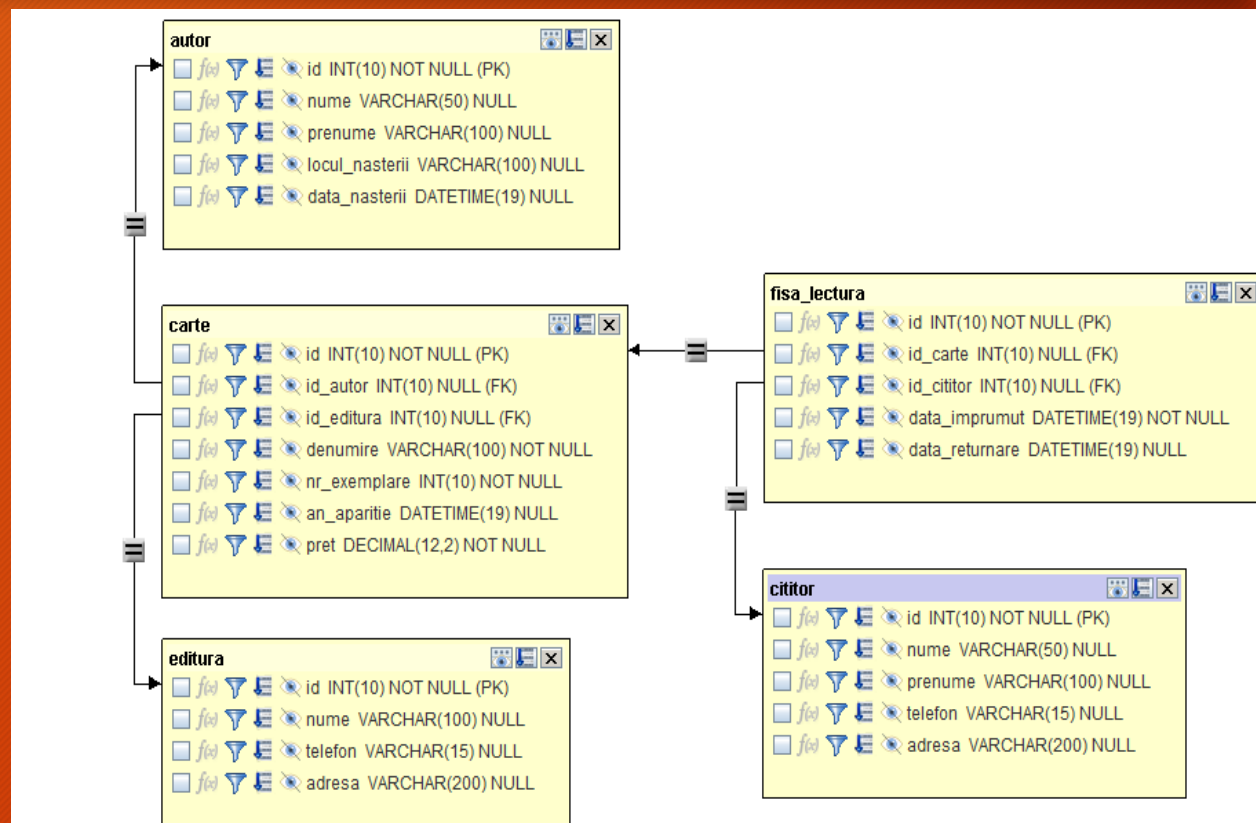 autor
id INT(10) NOT NULL (PK)
nume VARCHAR(50) NULL
prenume VARCHAR(100) NULL
locul_nasterii VARCHAR(100) NULL
data_nasterii DATETIME(19) NULL
carte
id INT(10) NOT NULL (PK)
id_autor INT(10) NULL (FK)
id_editura INT(10) NULL (FK)
denumire VARCHAR(100) NOT NULL
nr_exemplare INT(10) NOT NULL
an_aparitie DATETIME(19) NULL
pret DECIMAL(12,2) NOT NULL
editura
id INT(10) NOT NULL (PK)
nume VARCHAR(100) NULL
telefon VARCHAR(15) NULL
adresa VARCHAR(200) NULL
fisa_lectura
id INT(10) NOT NULL (PK)
id_carte INT(10) NULL (FK)
id_cititor INT(10) NULL (FK)
data_imprumut DATETIME(19) NOT NULL
data_returnare DATETIME(19) NULL
cititor
id INT(10) NOT NULL (PK)
nume VARCHAR(50) NULL
prenume VARCHAR(100) NULL
telefon VARCHAR(15) NULL
adresa VARCHAR(200) NULL